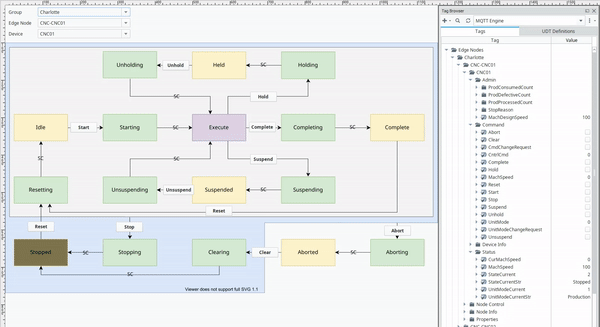 Group
Charlotte
Edge Node
CNC-CNC01
Device
CNC01
Unholding
Unhold
Held
SC
Holding
SC
Hold
SC
Idle
Start
Starting
SC
Execute
Complete
Completing
SC
Complete
SC
SC
Suspend
SC
Resetting
Unsuspending
Unsuspend
Suspended
SC
Suspending
Reset
Reset
Stop
Abort
Stopped
SC
Stopping
Clearing
Clear
Aborted
SC
Aborting
SC
Viewer does not support full SVG 1.1
Tag Browser
MQTT Engine
Tags
UDT Definitions
Tag
Value
Edge Nodes
Charlotte
CNC-CNC01
CNC01
Admin
ProdConsumedCount
ProdDefectiveCount
ProdProcessedCount
StopReason
MachDesignSpeed 100
Command
Abort
Clear
CmdChangeRequest
CntrlCmd 0
Complete
Hold
MachSpeed 0
Reset
Start
Stop
Suspend
Unhold
UnitMode 0
UnitModeChangeRequest
Unsuspend
Device Info
Status
CurMachSpeed 0
MachSpeed 100
StateCurrent 2
StateCurrentStr Stopped
UnitModeCurrent 1
UnitModeCurrentStr Production
Node Control
Node Info
Properties